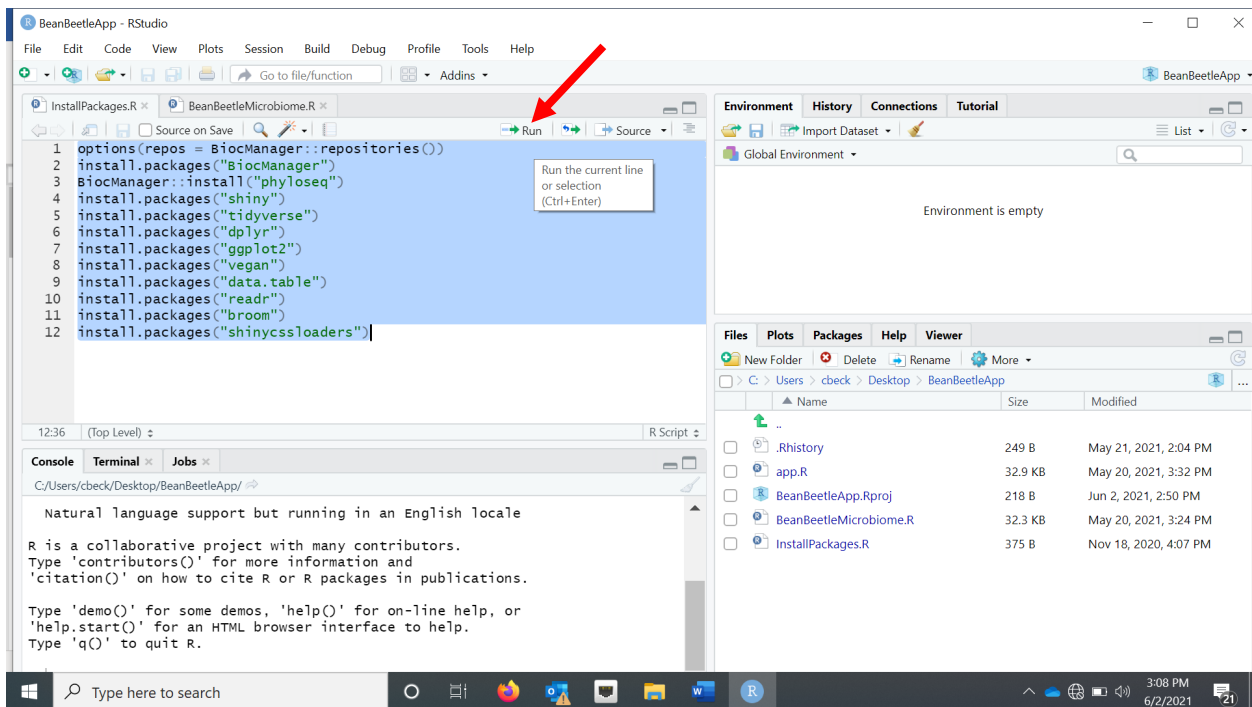 BeanBeetleApp - RStudio
File Edit Code View Plots Session Build Debug Profile Tools Help
Go to file/function Addins BeanBeetleApp
InstallPackages.R BeanBeetleMicrobiome.R
Source on Save Run Source
1 options(repos = BiocManager::repositories())
2 install.packages("BiocManager")
3 BiocManager::install("phyloseq")
4 install.packages("shiny")
5 install.packages("tidyverse")
6 install.packages("dplyr")
7 install.packages("ggplot2")
8 install.packages("vegan")
9 install.packages("data.table")
10 install.packages("readr")
11 install.packages("broom")
12 install.packages("shinycssloaders")
Run the current line
or selection
(Ctrl+Enter)
12:36 (Top Level) R Script
Console Terminal Jobs
C:/Users/cbeck/Desktop/BeanBeetleApp/
Natural language support but running in an English locale
R is a collaborative project with many contributors.
Type 'contributors()' for more information and
'citation()' on how to cite R or R packages in publications.
Type 'demo()' for some demos, 'help()' for on-line help, or
'help.start()' for an HTML browser interface to help.
Type 'q()' to quit R.
Environment History Connections Tutorial
Import Dataset List
Global Environment
Environment is empty
Files Plots Packages Help Viewer
New Folder Delete Rename More
C: > Users > cbeck > Desktop > BeanBeetleApp ...
Name Size Modified
..
.Rhistory 249 B May 21, 2021, 2:04 PM
app.R 32.9 KB May 20, 2021, 3:32 PM
BeanBeetleApp.Rproj 218 B Jun 2, 2021, 2:50 PM
BeanBeetleMicrobiome.R 32.3 KB May 20, 2021, 3:24 PM
InstallPackages.R 375 B Nov 18, 2020, 4:07 PM
Type here to search
3:08 PM
6/2/2021
21